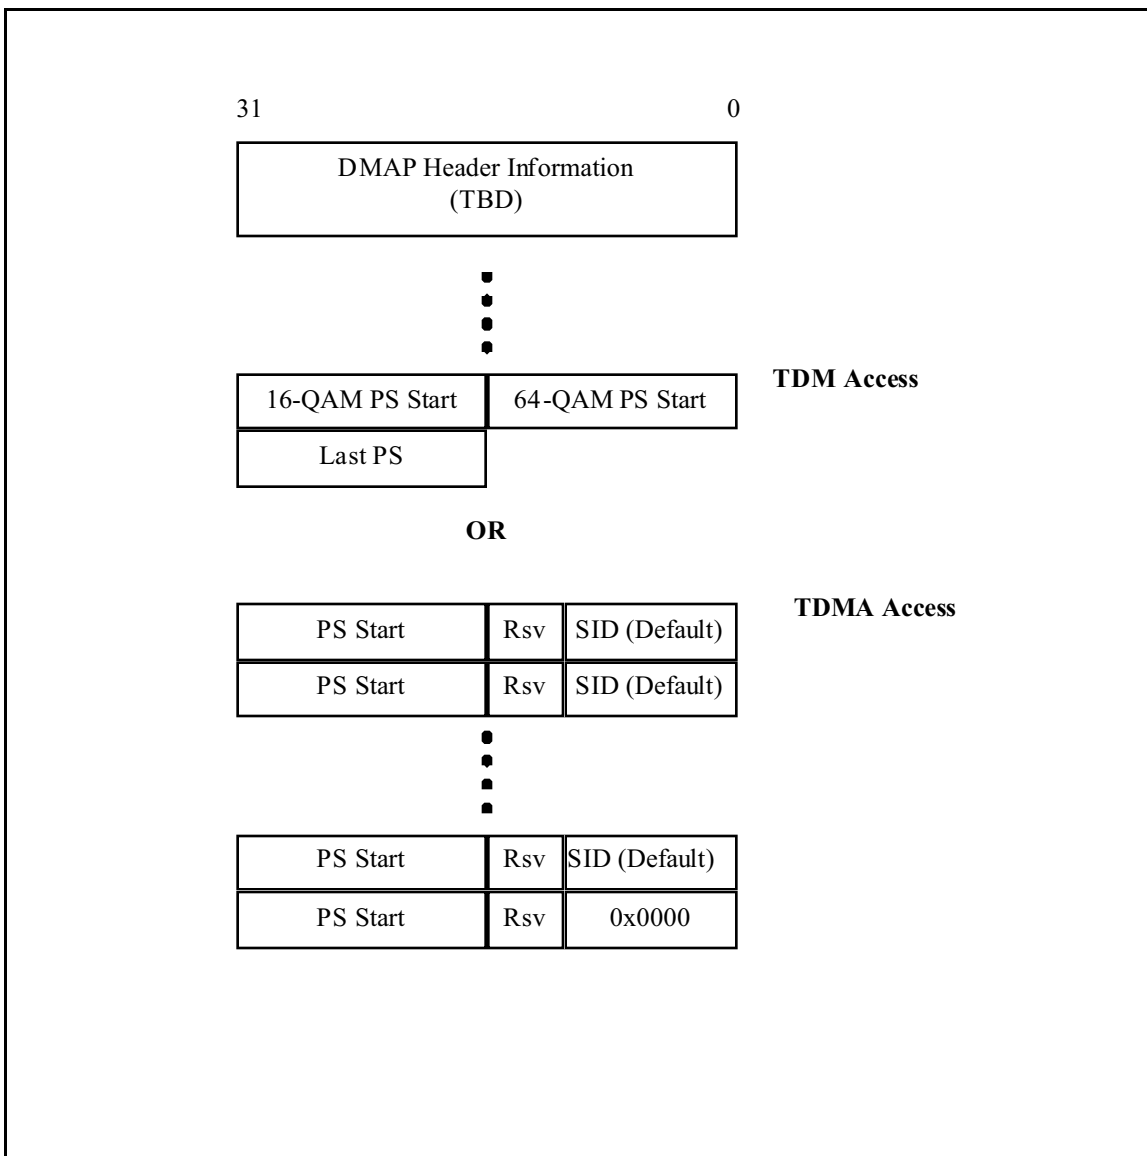 31 0
DMAP Header Information
(TBD)
TDM Access
16-QAM PS Start 64-QAM PS Start
Last PS
OR
TDMA Access
PS Start Rsv SID (Default)
PS Start Rsv SID (Default)
PS Start Rsv SID (Default)
PS Start Rsv 0x0000